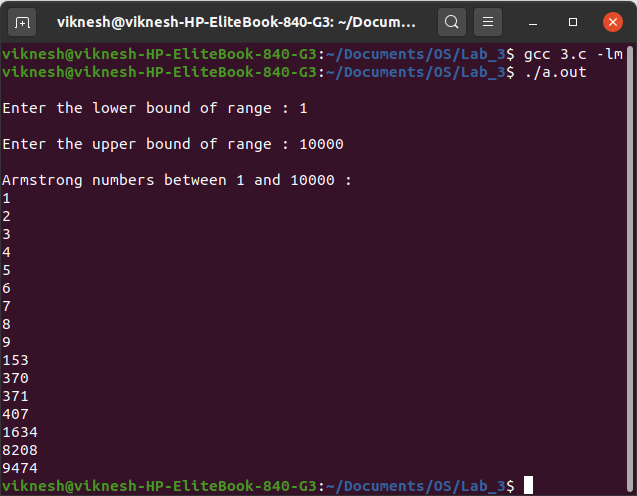 viknesh@viknesh-HP-EliteBook-840-G3: ~/Docum...
viknesh@viknesh-HP-EliteBook-840-G3:~/Documents/OS/Lab_3$ gcc 3.c -lm
viknesh@viknesh-HP-EliteBook-840-G3:~/Documents/OS/Lab_3$ ./a.out
Enter the lower bound of range : 1
Enter the upper bound of range : 10000
Armstrong numbers between 1 and 10000 :
1
2
3
4
5
6
7
8
9
153
370
371
407
1634
8208
9474
viknesh@viknesh-HP-EliteBook-840-G3:~/Documents/OS/Lab_3$